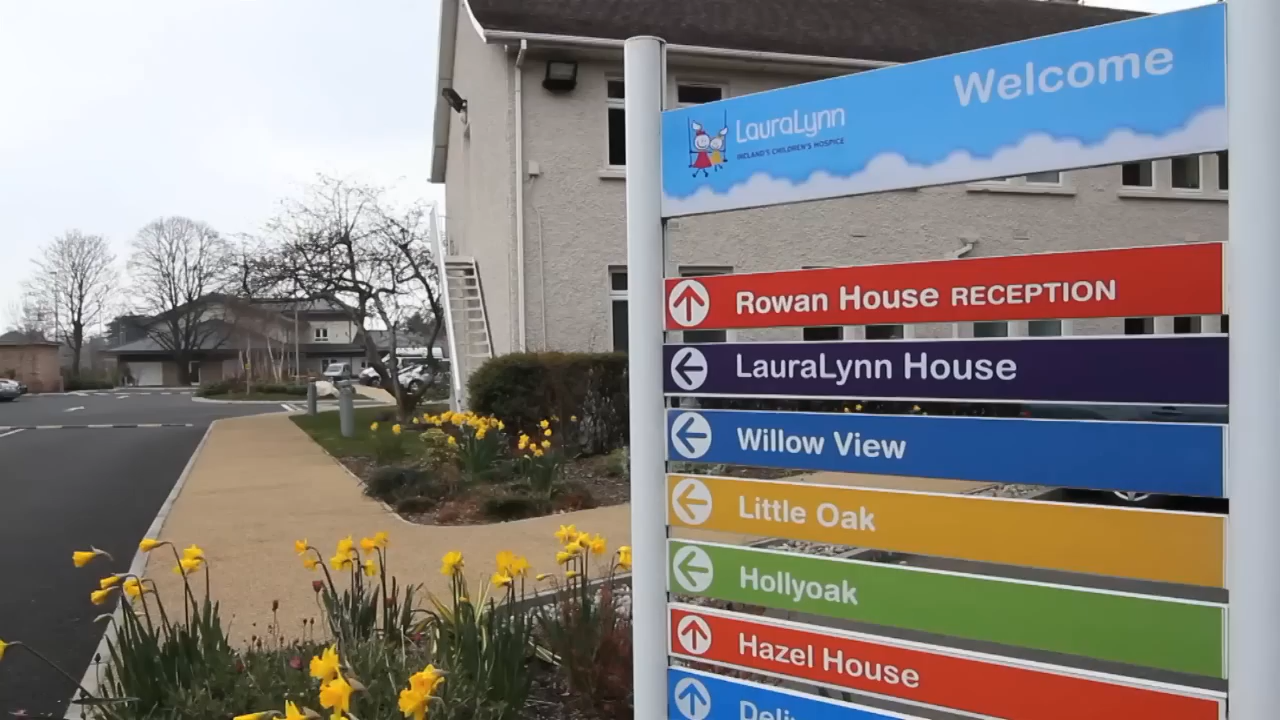 Welcome
LauraLynn
IRELAND'S CHILDREN'S HOSPICE
Rowan House RECEPTION
LauraLynn House
Willow View
Little Oak
Hollyoak
Hazel House